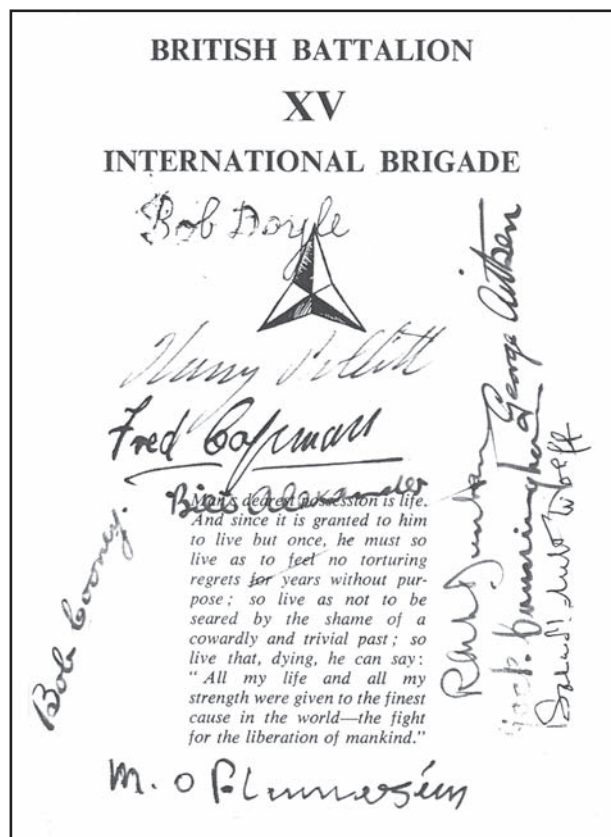 BRITISH BATTALION
XV
INTERNATIONAL BRIGADE
Bob Doyle
Harry Pollitt
Fred Copeman
Bill Alexander
Man's dearest possession is life.
And since it is granted to him
to live but once, he must so
live as to feel no torturing
regrets for years without pur-
pose; so live as not to be
seared by the shame of a
cowardly and trivial past; so
live that, dying, he can say:
"All my life and all my
strength were given to the finest
cause in the world—the fight
for the liberation of mankind."
Bob Cooney.
George Aitken
Jock Cunningham
M. O